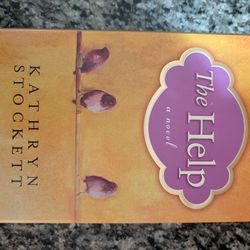 The Help
a novel
KATHRYN
STOCKETT